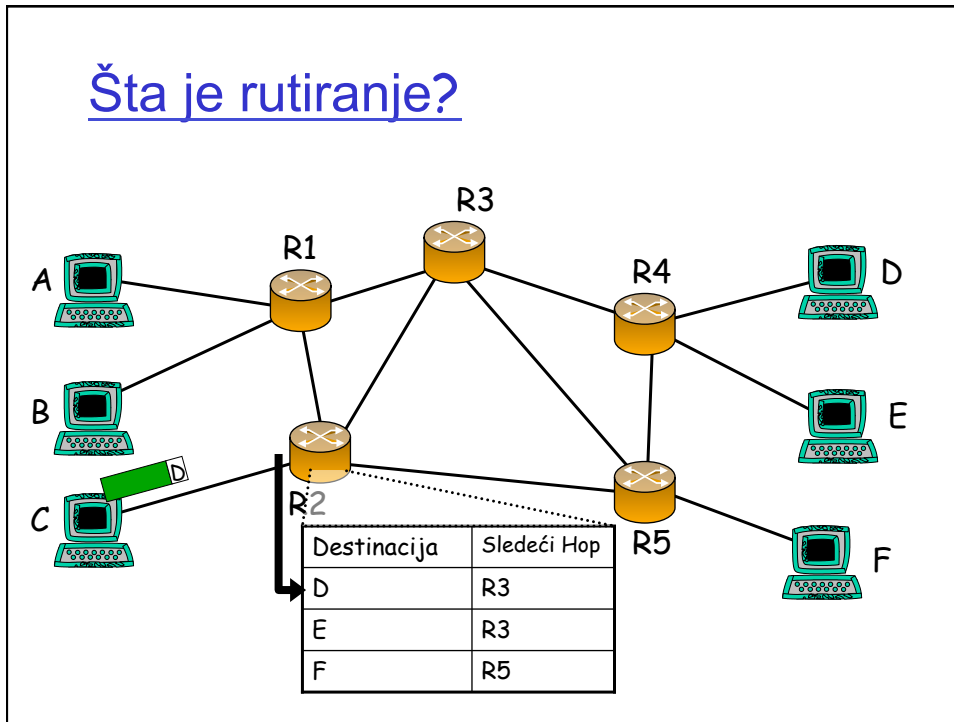 Šta je rutiranje?
R3
R1
R4
A
D
B
E
D
C
R2
R5
F
Destinacija Sledeći Hop
D R3
E R3
F R5